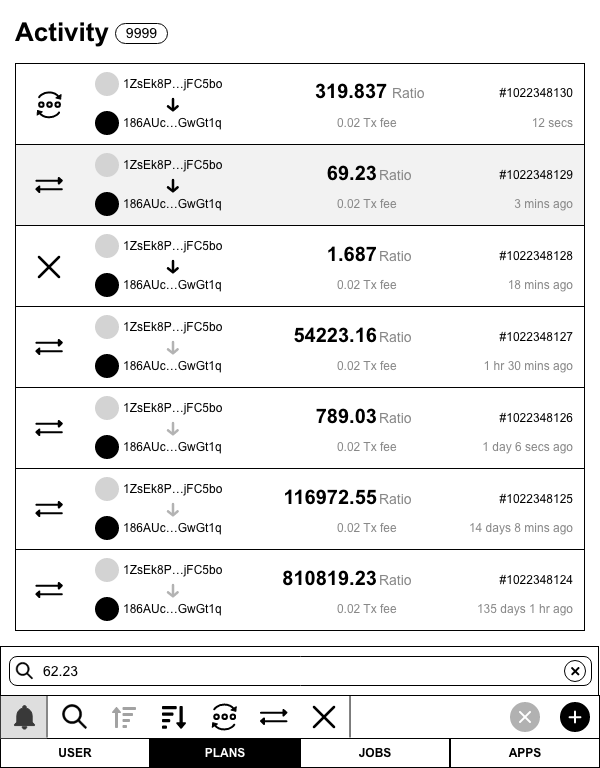 Activity 9999
1ZsEk8P...jFC5bo
319.837 Ratio
#1022348130
186AUc...GwGt1q
0.02 Tx fee
12 secs
1ZsEk8P...jFC5bo
69.23 Ratio
#1022348129
186AUc...GwGt1q
0.02 Tx fee
3 mins ago
1ZsEk8P...jFC5bo
1.687 Ratio
#1022348128
186AUc...GwGt1q
0.02 Tx fee
18 mins ago
1ZsEk8P...jFC5bo
54223.16 Ratio
#1022348127
186AUc...GwGt1q
0.02 Tx fee
1 hr 30 mins ago
1ZsEk8P...jFC5bo
789.03 Ratio
#1022348126
186AUc...GwGt1q
0.02 Tx fee
1 day 6 secs ago
1ZsEk8P...jFC5bo
116972.55 Ratio
#1022348125
186AUc...GwGt1q
0.02 Tx fee
14 days 8 mins ago
1ZsEk8P...jFC5bo
810819.23 Ratio
#1022348124
186AUc...GwGt1q
0.02 Tx fee
135 days 1 hr ago
62.23
USER
PLANS
JOBS
APPS